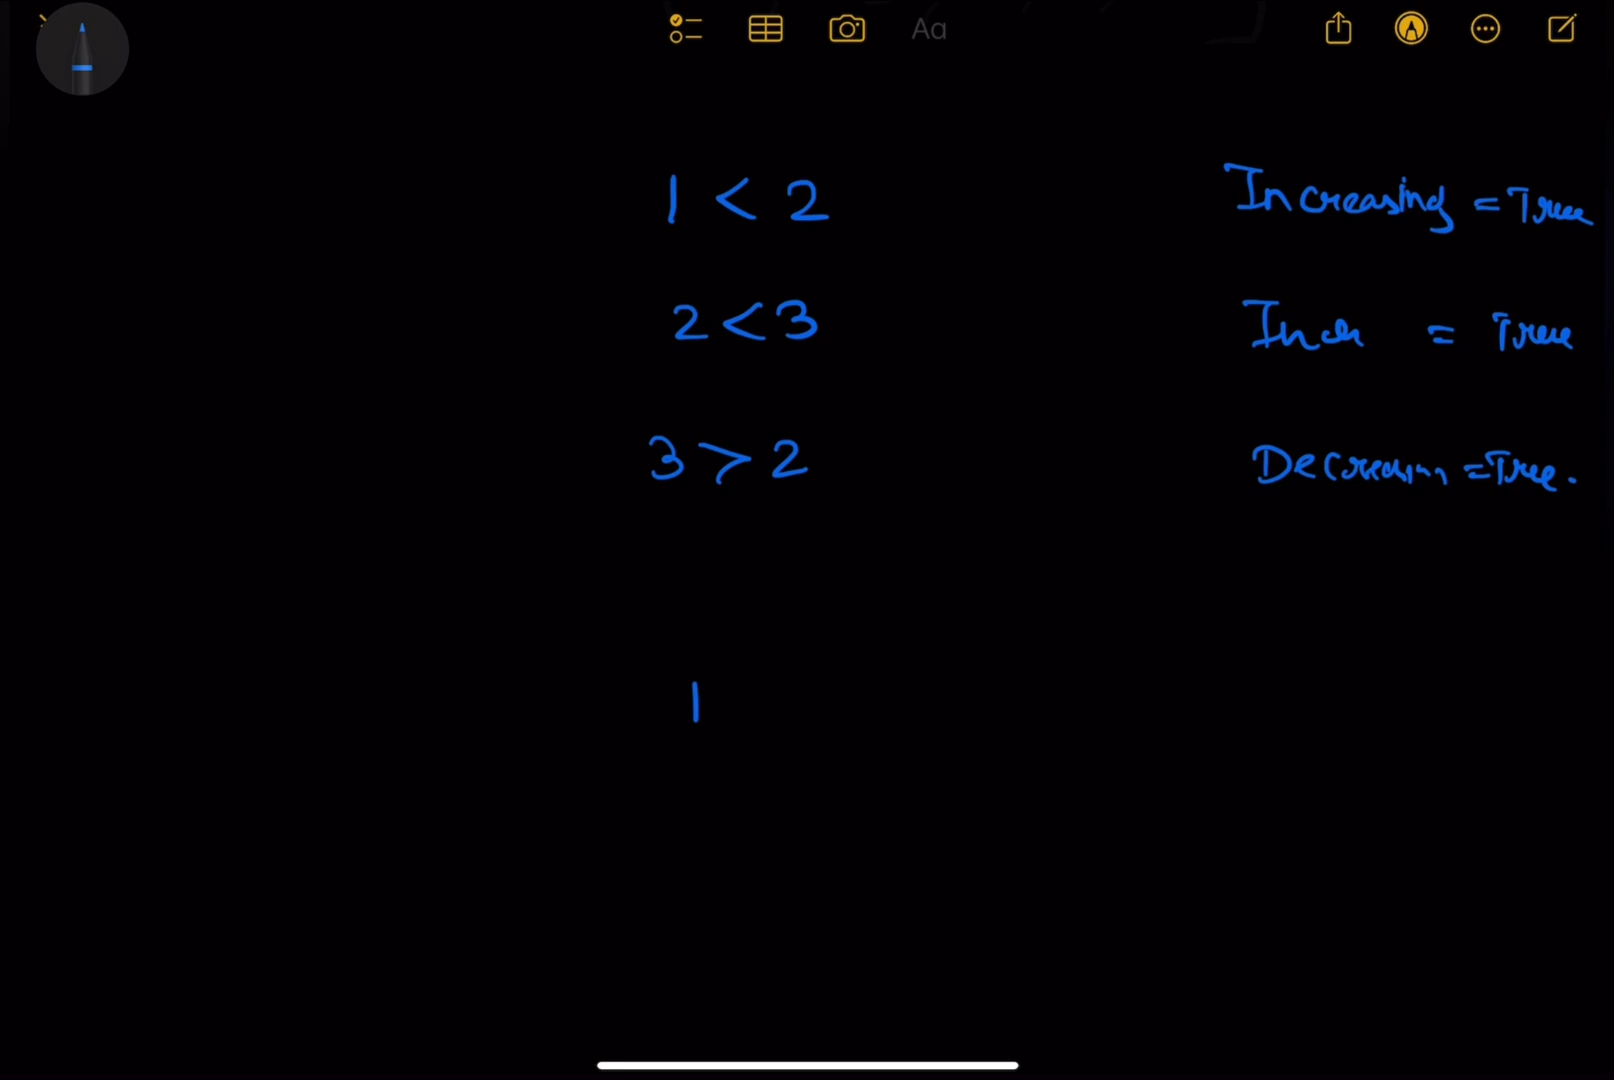 Aa
1 < 2 Increasing = True
2 < 3 = True
3 > 2 = True.
1